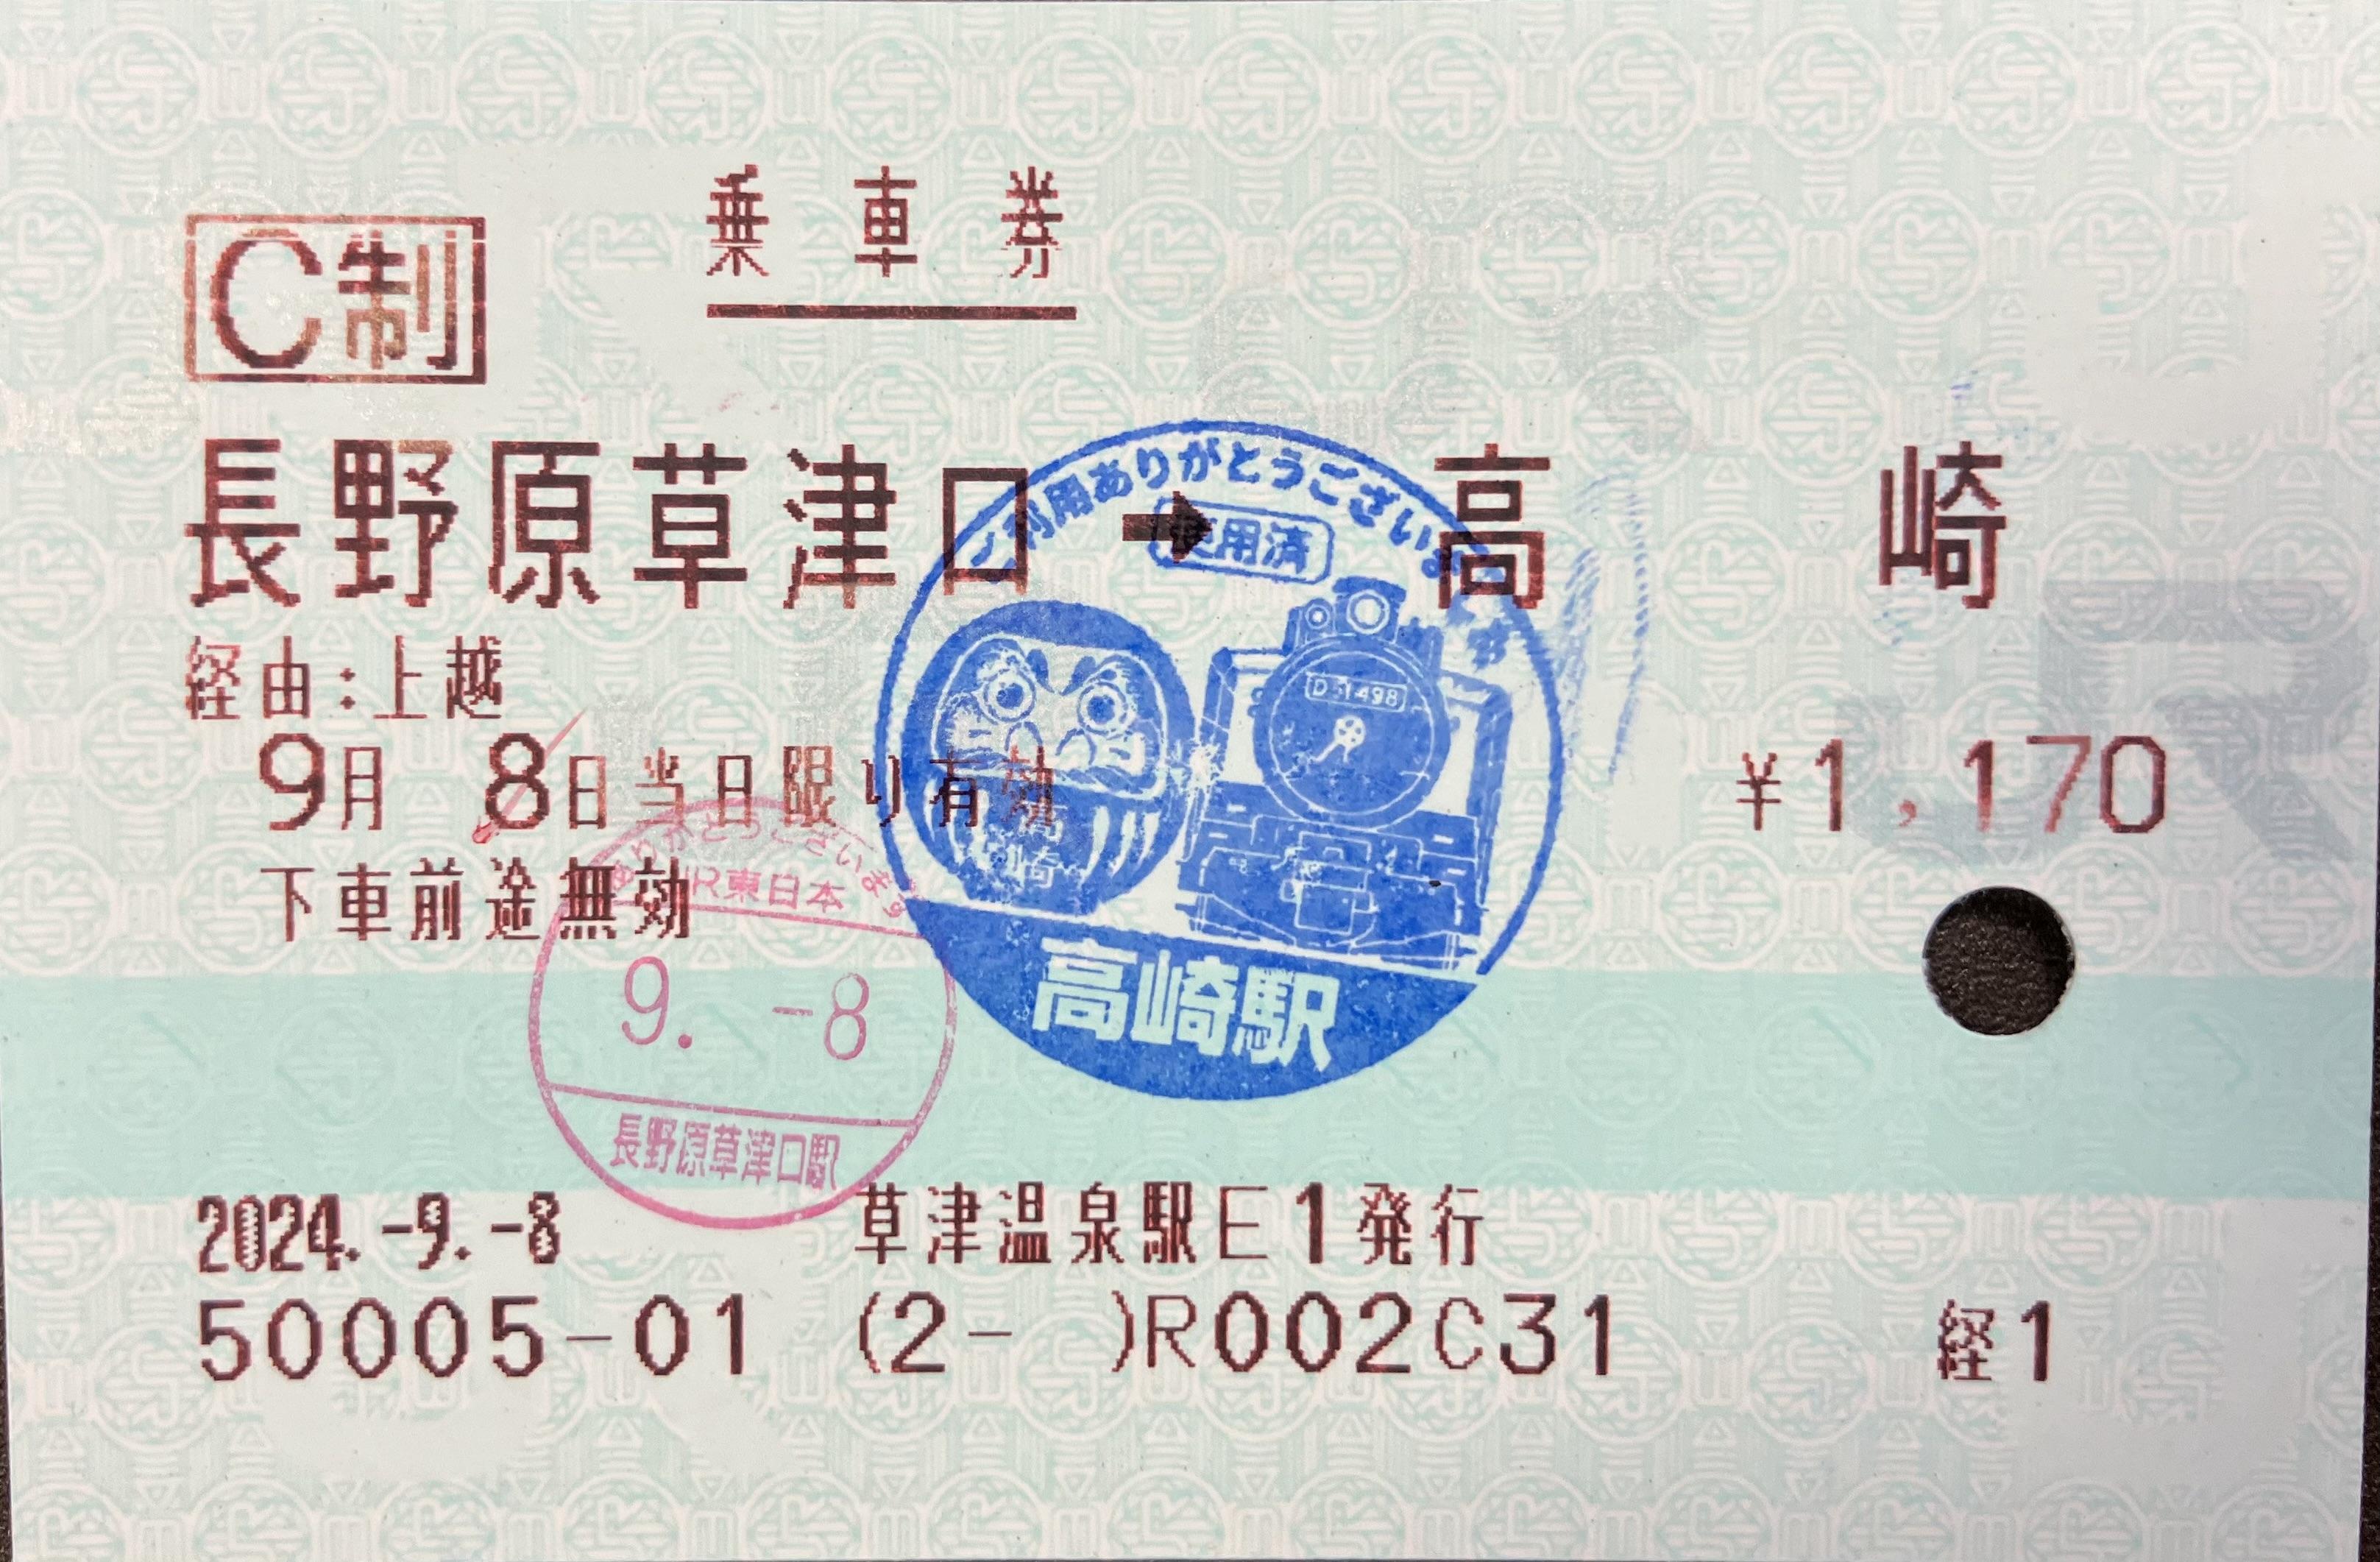 乗車券
C制
長野原草津口➡高崎
経由:上越
9月 8日当日限り有効
¥1,170
下車前途無効
ご利用ありがとうございま
用済
D51498
高崎駅
ありがとうございます
JR東日本
9. -8
長野原草津口駅
2024.-9.-8 草津温泉駅E1発行
50005-01 (2- )R002C31 経1